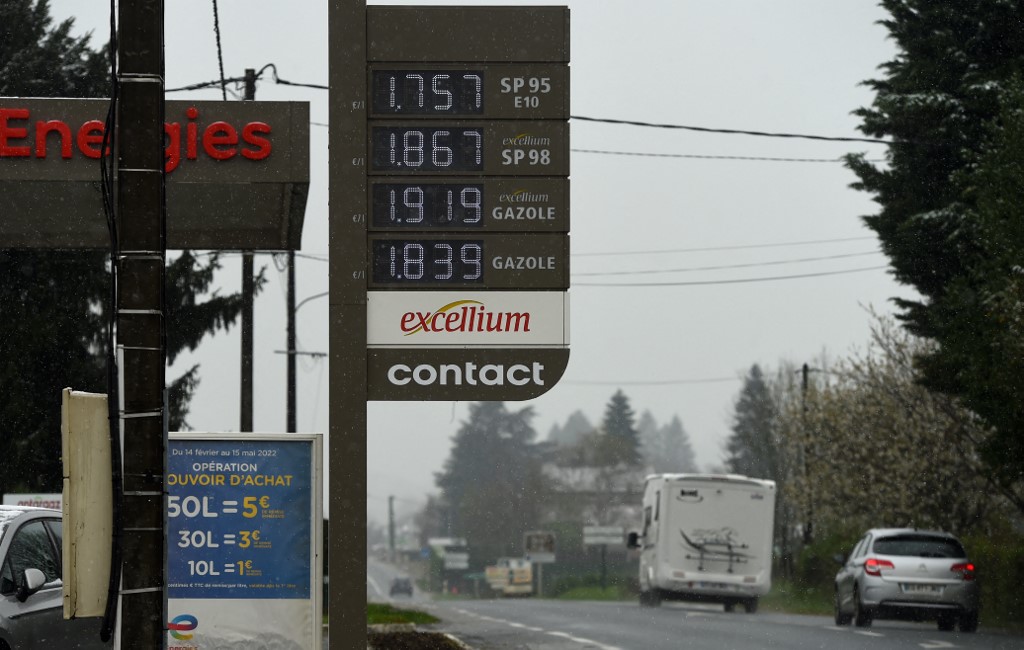 Energies
€/l 1.757 SP 95
E10
€/l 1.867 excellium
SP 98
€/l 1.919 excellium
GAZOLE
€/l 1.839 GAZOLE
excellium
contact
Du 14 février au 15 mai 2022
OPÉRATION
OUVOIR D'ACHAT
50L = 5€
30L = 3€
10L = 1€